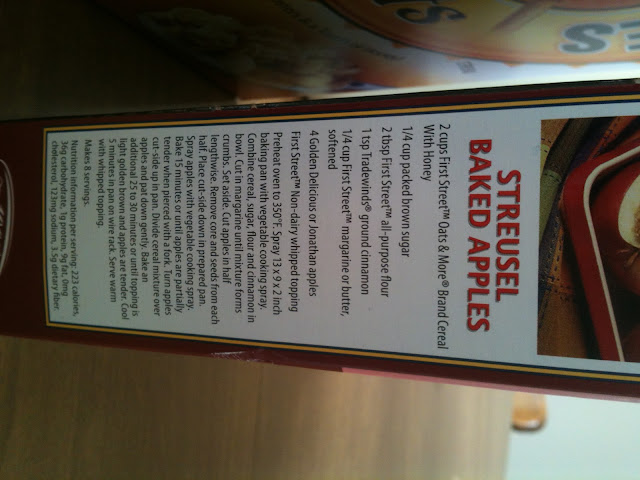 STREUSEL
BAKED APPLES
2 cups First Street™ Oats & More® Brand Cereal
With Honey
1/4 cup packed brown sugar
2 tbsp First Street™ all-purpose flour
1 tsp Tradewinds® ground cinnamon
1/4 cup First Street™ margarine or butter,
softened
4 Golden Delicious or Jonathan apples
First Street™ Non-dairy whipped topping
Preheat oven to 350°F. Spray 13 x 9 x 2 inch
baking pan with vegetable cooking spray.
Combine cereal, sugar, flour and cinnamon in
bowl. Cut in margarine until mixture forms
crumbs. Set aside. Cut apples in half
lengthwise. Remove core and seeds from each
half. Place cut-side down in prepared pan.
Spray apples with vegetable cooking spray.
Bake 15 minutes or until apples are partially
tender when pierced with a fork. Turn apples
cut-side up in pan. Divide cereal mixture over
apples and pat down gently. Bake an
additional 25 to 30 minutes or until topping is
light golden brown and apples are tender. Cool
5 minutes in pan on wire rack. Serve warm
with whipped topping.
Makes 8 servings.
Nutrition information per serving: 223 calories,
36g carbohydrate, 1g protein, 9g fat, 0mg
cholesterol, 123mg sodium, 3.5g dietary fiber